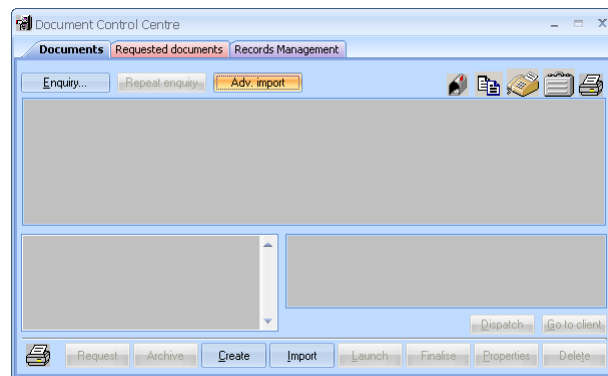 Document Control Centre
Documents Requested documents Records Management
Enquiry... Repeat enquiry Adv. import
Dispatch Go to client
Request Archive Create Import Launch Finalise Properties Delete